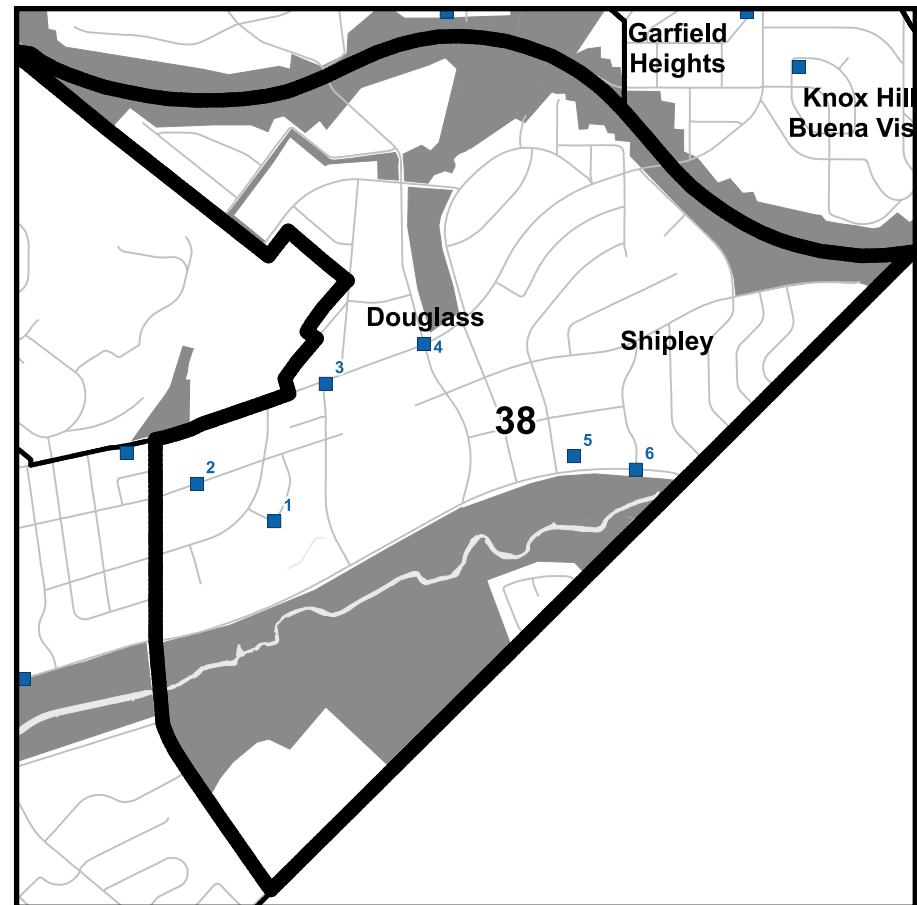 Garfield
Heights
Knox Hill
Buena Vis
Douglass
4
Shipley
3
38
5
6
2
1